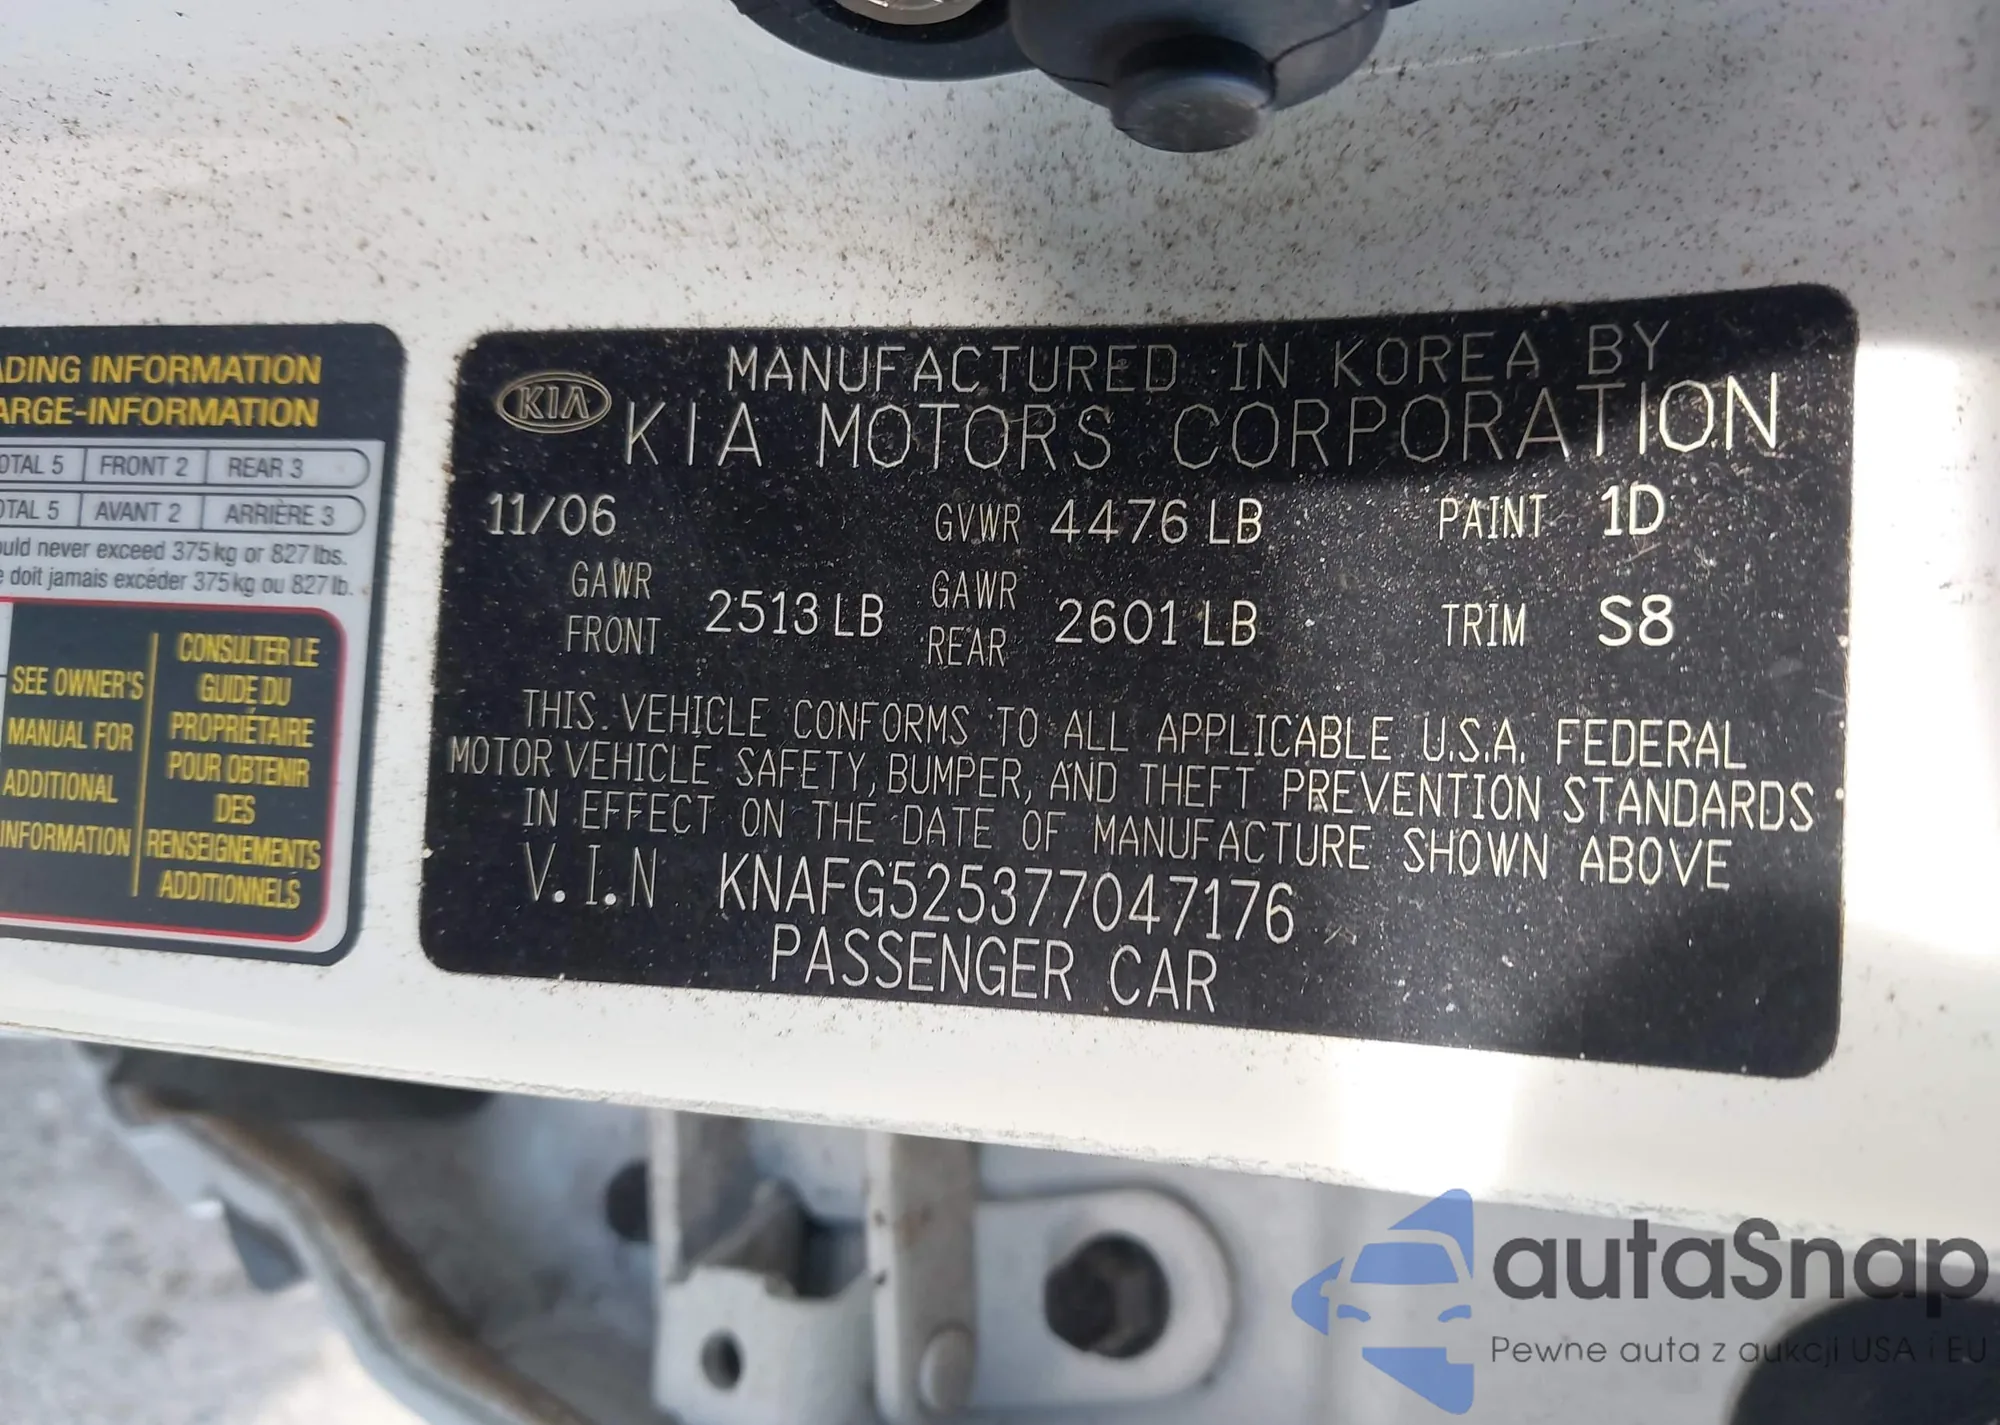 ADING INFORMATION
ARGE-INFORMATION
OTAL 5 FRONT 2 REAR 3
OTAL 5 AVANT 2 ARRIÈRE 3
ould never exceed 375 kg or 827 lbs.
e doit jamais excéder 375 kg ou 827 lb.
SEE OWNER'S
MANUAL FOR
ADDITIONAL
INFORMATION
CONSULTER LE
GUIDE DU
PROPRIÉTAIRE
POUR OBTENIR
DES
RENSEIGNEMENTS
ADDITIONNELS
KIA
MANUFACTURED IN KOREA BY
KIA MOTORS CORPORATION
11/06 GVWR 4476 LB PAINT 1D
GAWR FRONT 2513 LB GAWR REAR 2601 LB TRIM S8
THIS VEHICLE CONFORMS TO ALL APPLICABLE U.S.A. FEDERAL
MOTOR VEHICLE SAFETY, BUMPER, AND THEFT PREVENTION STANDARDS
IN EFFECT ON THE DATE OF MANUFACTURE SHOWN ABOVE
V.I.N KNAFG525377047176
PASSENGER CAR
autaSnap
Pewne auta z aukcji USA i EU